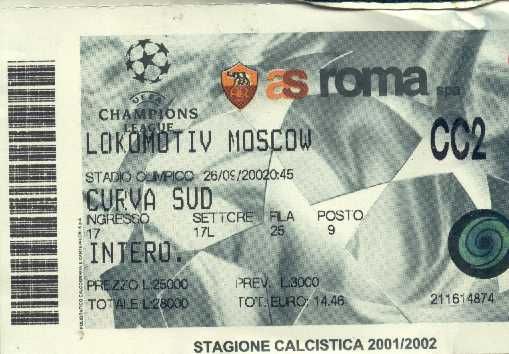 UEFA
CHAMPIONS
LEAGUE
as roma spa
LOKOMOTIV MOSCOW
CC2
STADIO OLIMPICO 26/09/20020:45
CURVA SUD
INGRESSO SETTORE FILA POSTO
17 17L 25 9
INTERO.
PREZZO L:25000 PREV. L:3000
TOTALE L:28000 TOT. EURO: 14.46 211614874
STAGIONE CALCISTICA 2001/2002